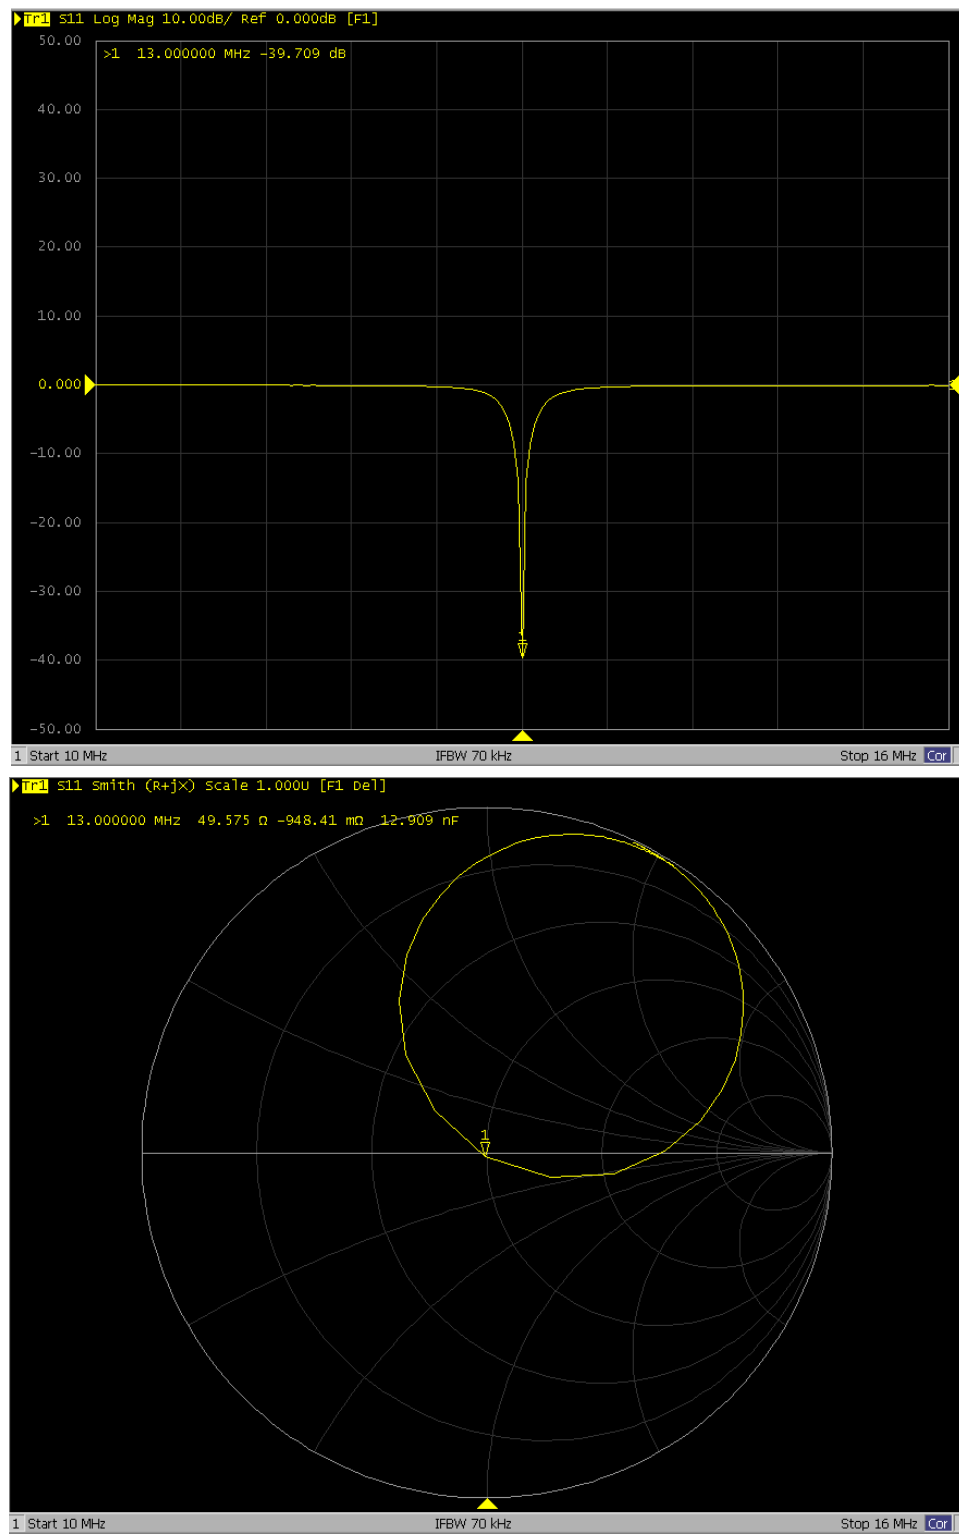 Tr1 S11 Log Mag 10.00dB/ Ref 0.000dB [F1]
50.00
>1 13.000000 MHz -39.709 dB
40.00
30.00
20.00
10.00
0.000
-10.00
-20.00
-30.00
1
-40.00
-50.00
1 Start 10 MHz IFBW 70 kHz Stop 16 MHz Cor
Tr1 S11 Smith (R+jX) Scale 1.000U [F1 Del]
>1 13.000000 MHz 49.575 Ω -948.41 mΩ 12.909 nF
1
1 Start 10 MHz IFBW 70 kHz Stop 16 MHz Cor